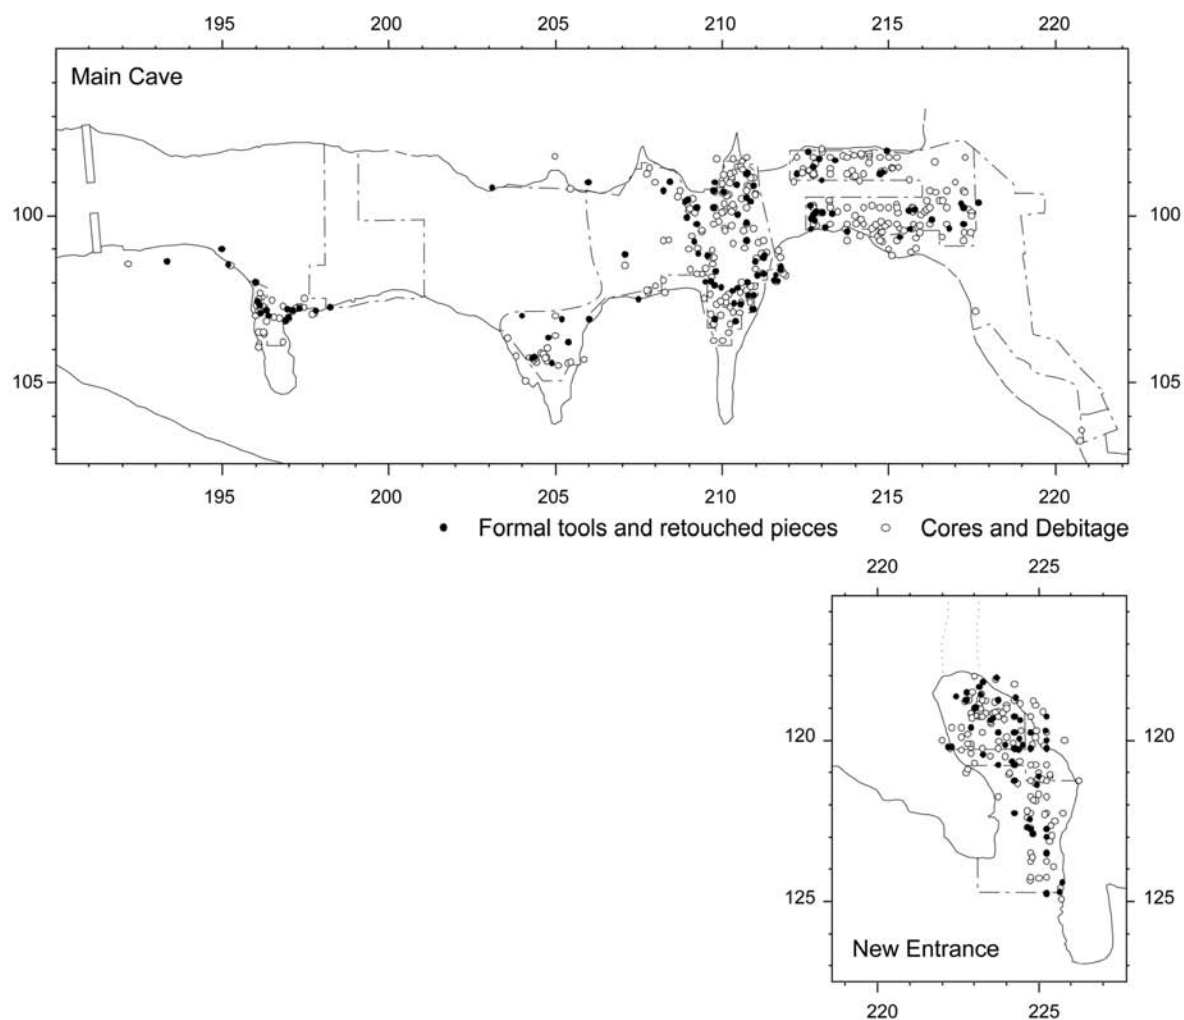 195 200 205 210 215 220
Main Cave
100 100
105 105
195 200 205 210 215 220
Formal tools and retouched pieces Cores and Debitage
220 225
120 120
125 125
New Entrance
220 225